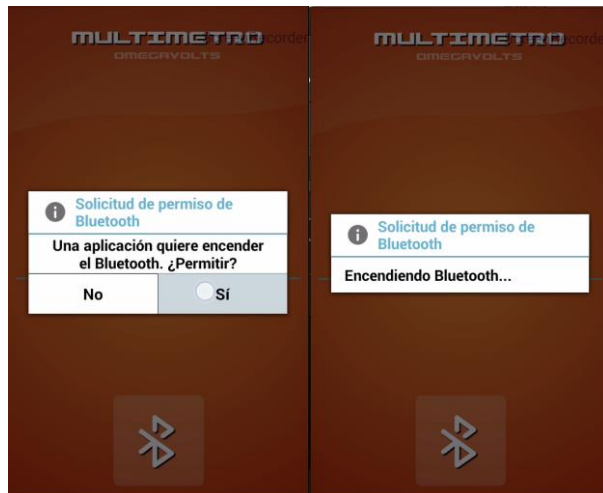 MULTIMETRO
OMEGAVOLTS
Solicitud de permiso de
Bluetooth
Una aplicación quiere encender
el Bluetooth. ¿Permitir?
No
Sí
MULTIMETRO
OMEGAVOLTS
Solicitud de permiso de
Bluetooth
Encendiendo Bluetooth...